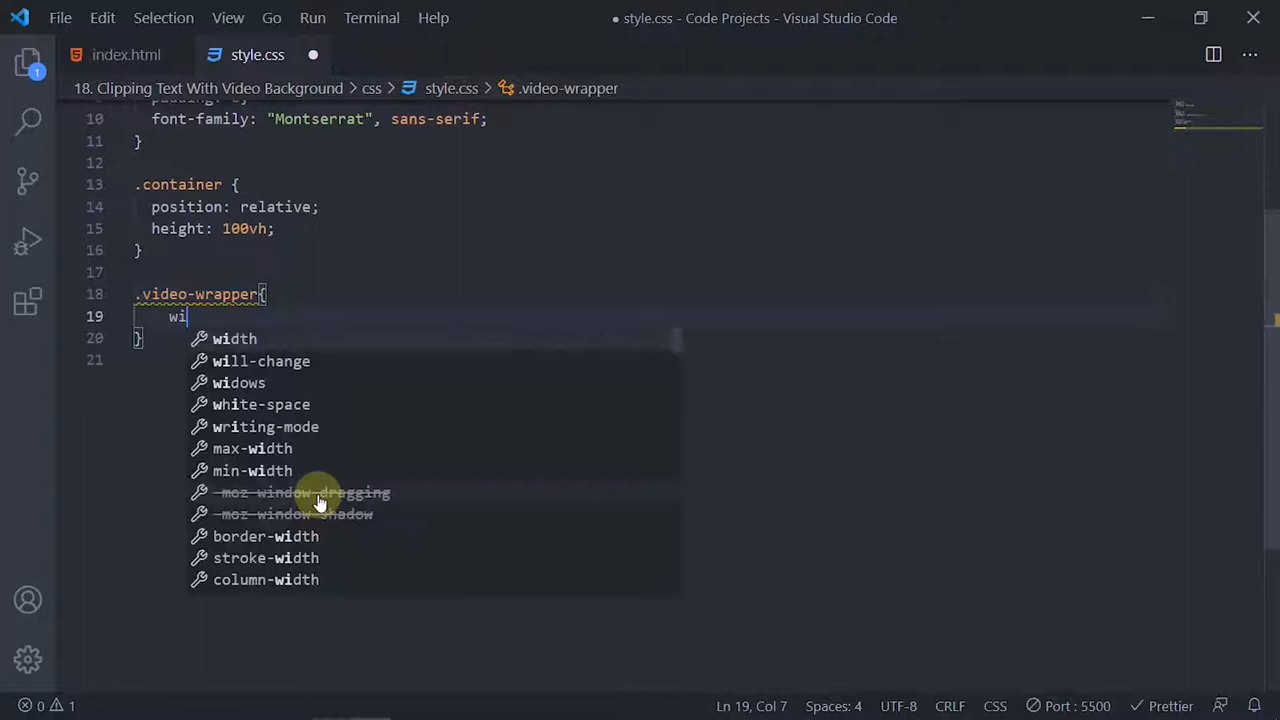 File Edit Selection View Go Run Terminal Help ● style.css - Code Projects - Visual Studio Code
index.html style.css
18. Clipping Text With Video Background > css > style.css > .video-wrapper
10 font-family: "Montserrat", sans-serif;
11 }
12
13 .container {
14 position: relative;
15 height: 100vh;
16 }
17
18 .video-wrapper{
19 wi
20 }
21
width
will-change
widows
white-space
writing-mode
max-width
min-width
-moz-window-dragging
-moz-window-shadow
border-width
stroke-width
column-width
1
0 1 Ln 19, Col 7 Spaces: 4 UTF-8 CRLF CSS Port : 5500 Prettier